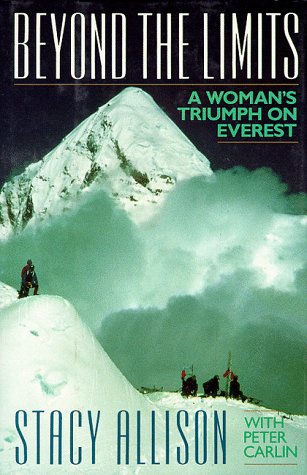 BEYOND THE LIMITS
A WOMAN'S
TRIUMPH ON
EVEREST
STACY ALLISON
WITH
PETER
CARLIN